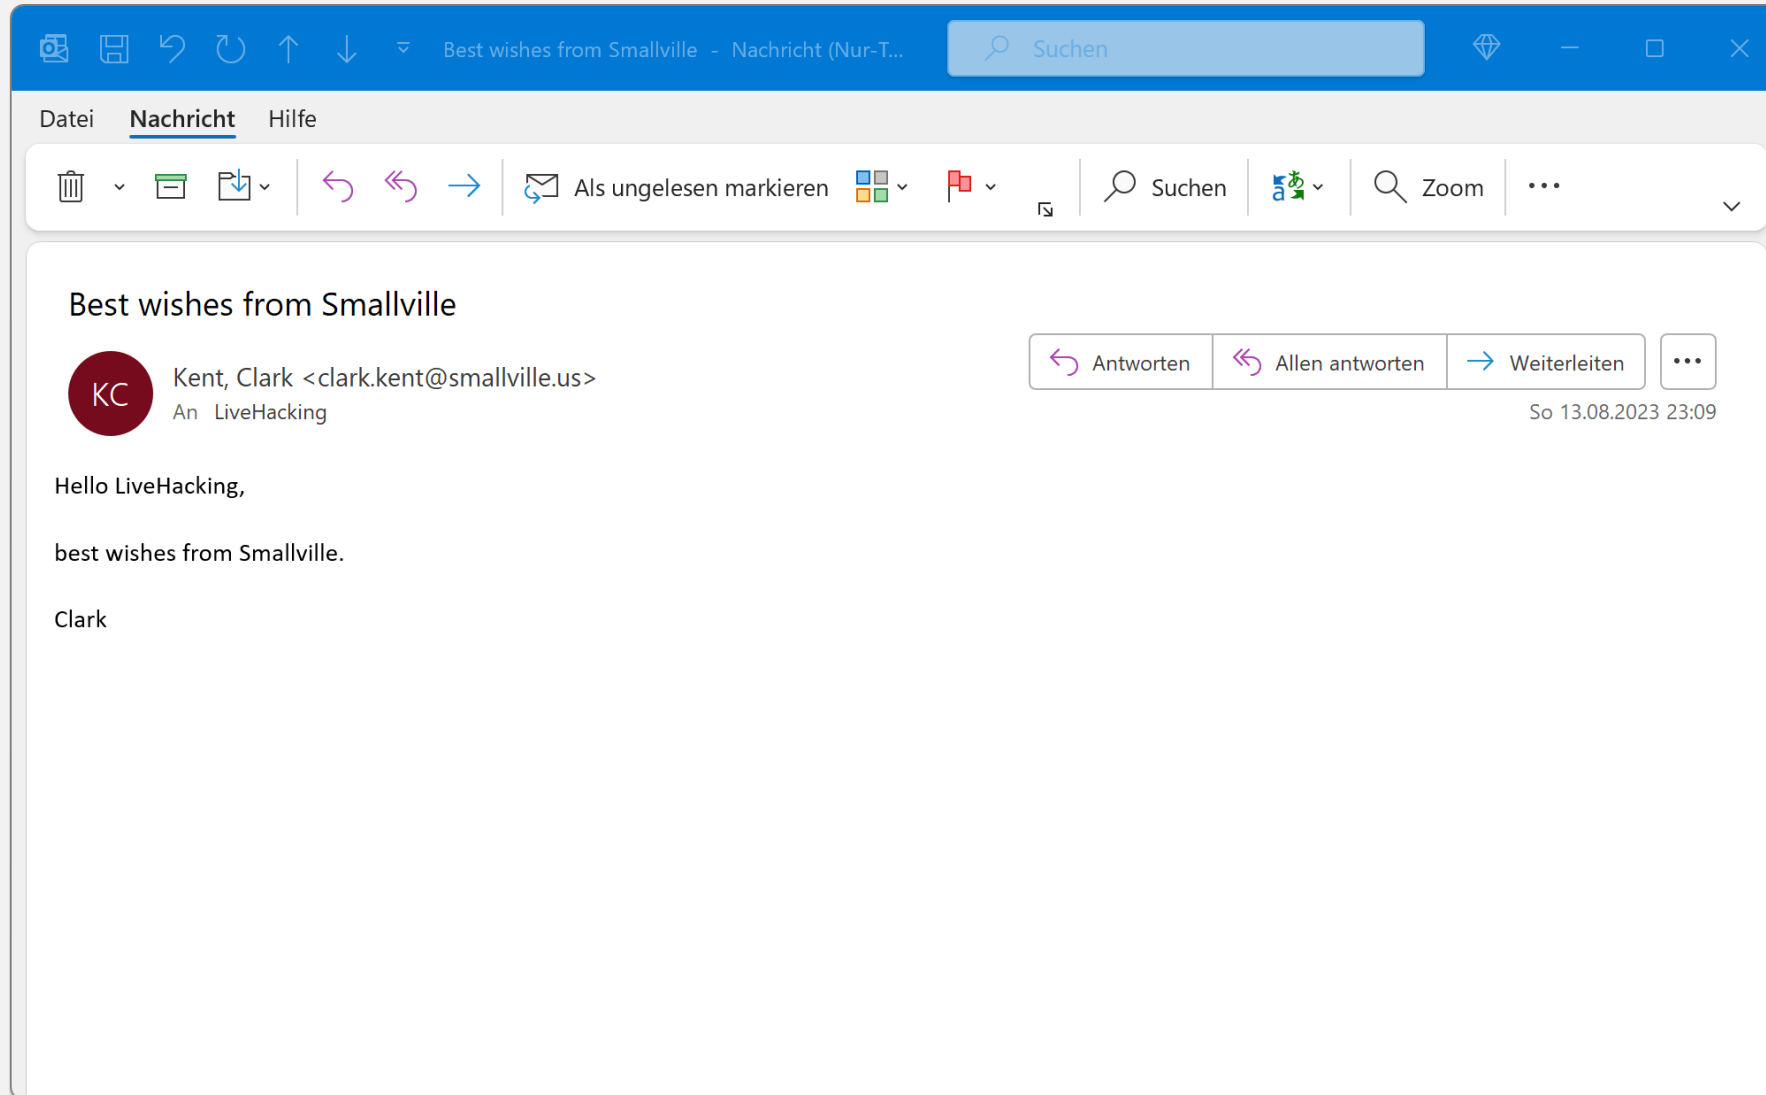 Best wishes from Smallville - Nachricht (Nur-T...
Suchen
Datei Nachricht Hilfe
Als ungelesen markieren
Suchen
Zoom
Best wishes from Smallville
KC
Kent, Clark <clark.kent@smallville.us>
An LiveHacking
Antworten
Allen antworten
Weiterleiten
So 13.08.2023 23:09
Hello LiveHacking,
best wishes from Smallville.
Clark